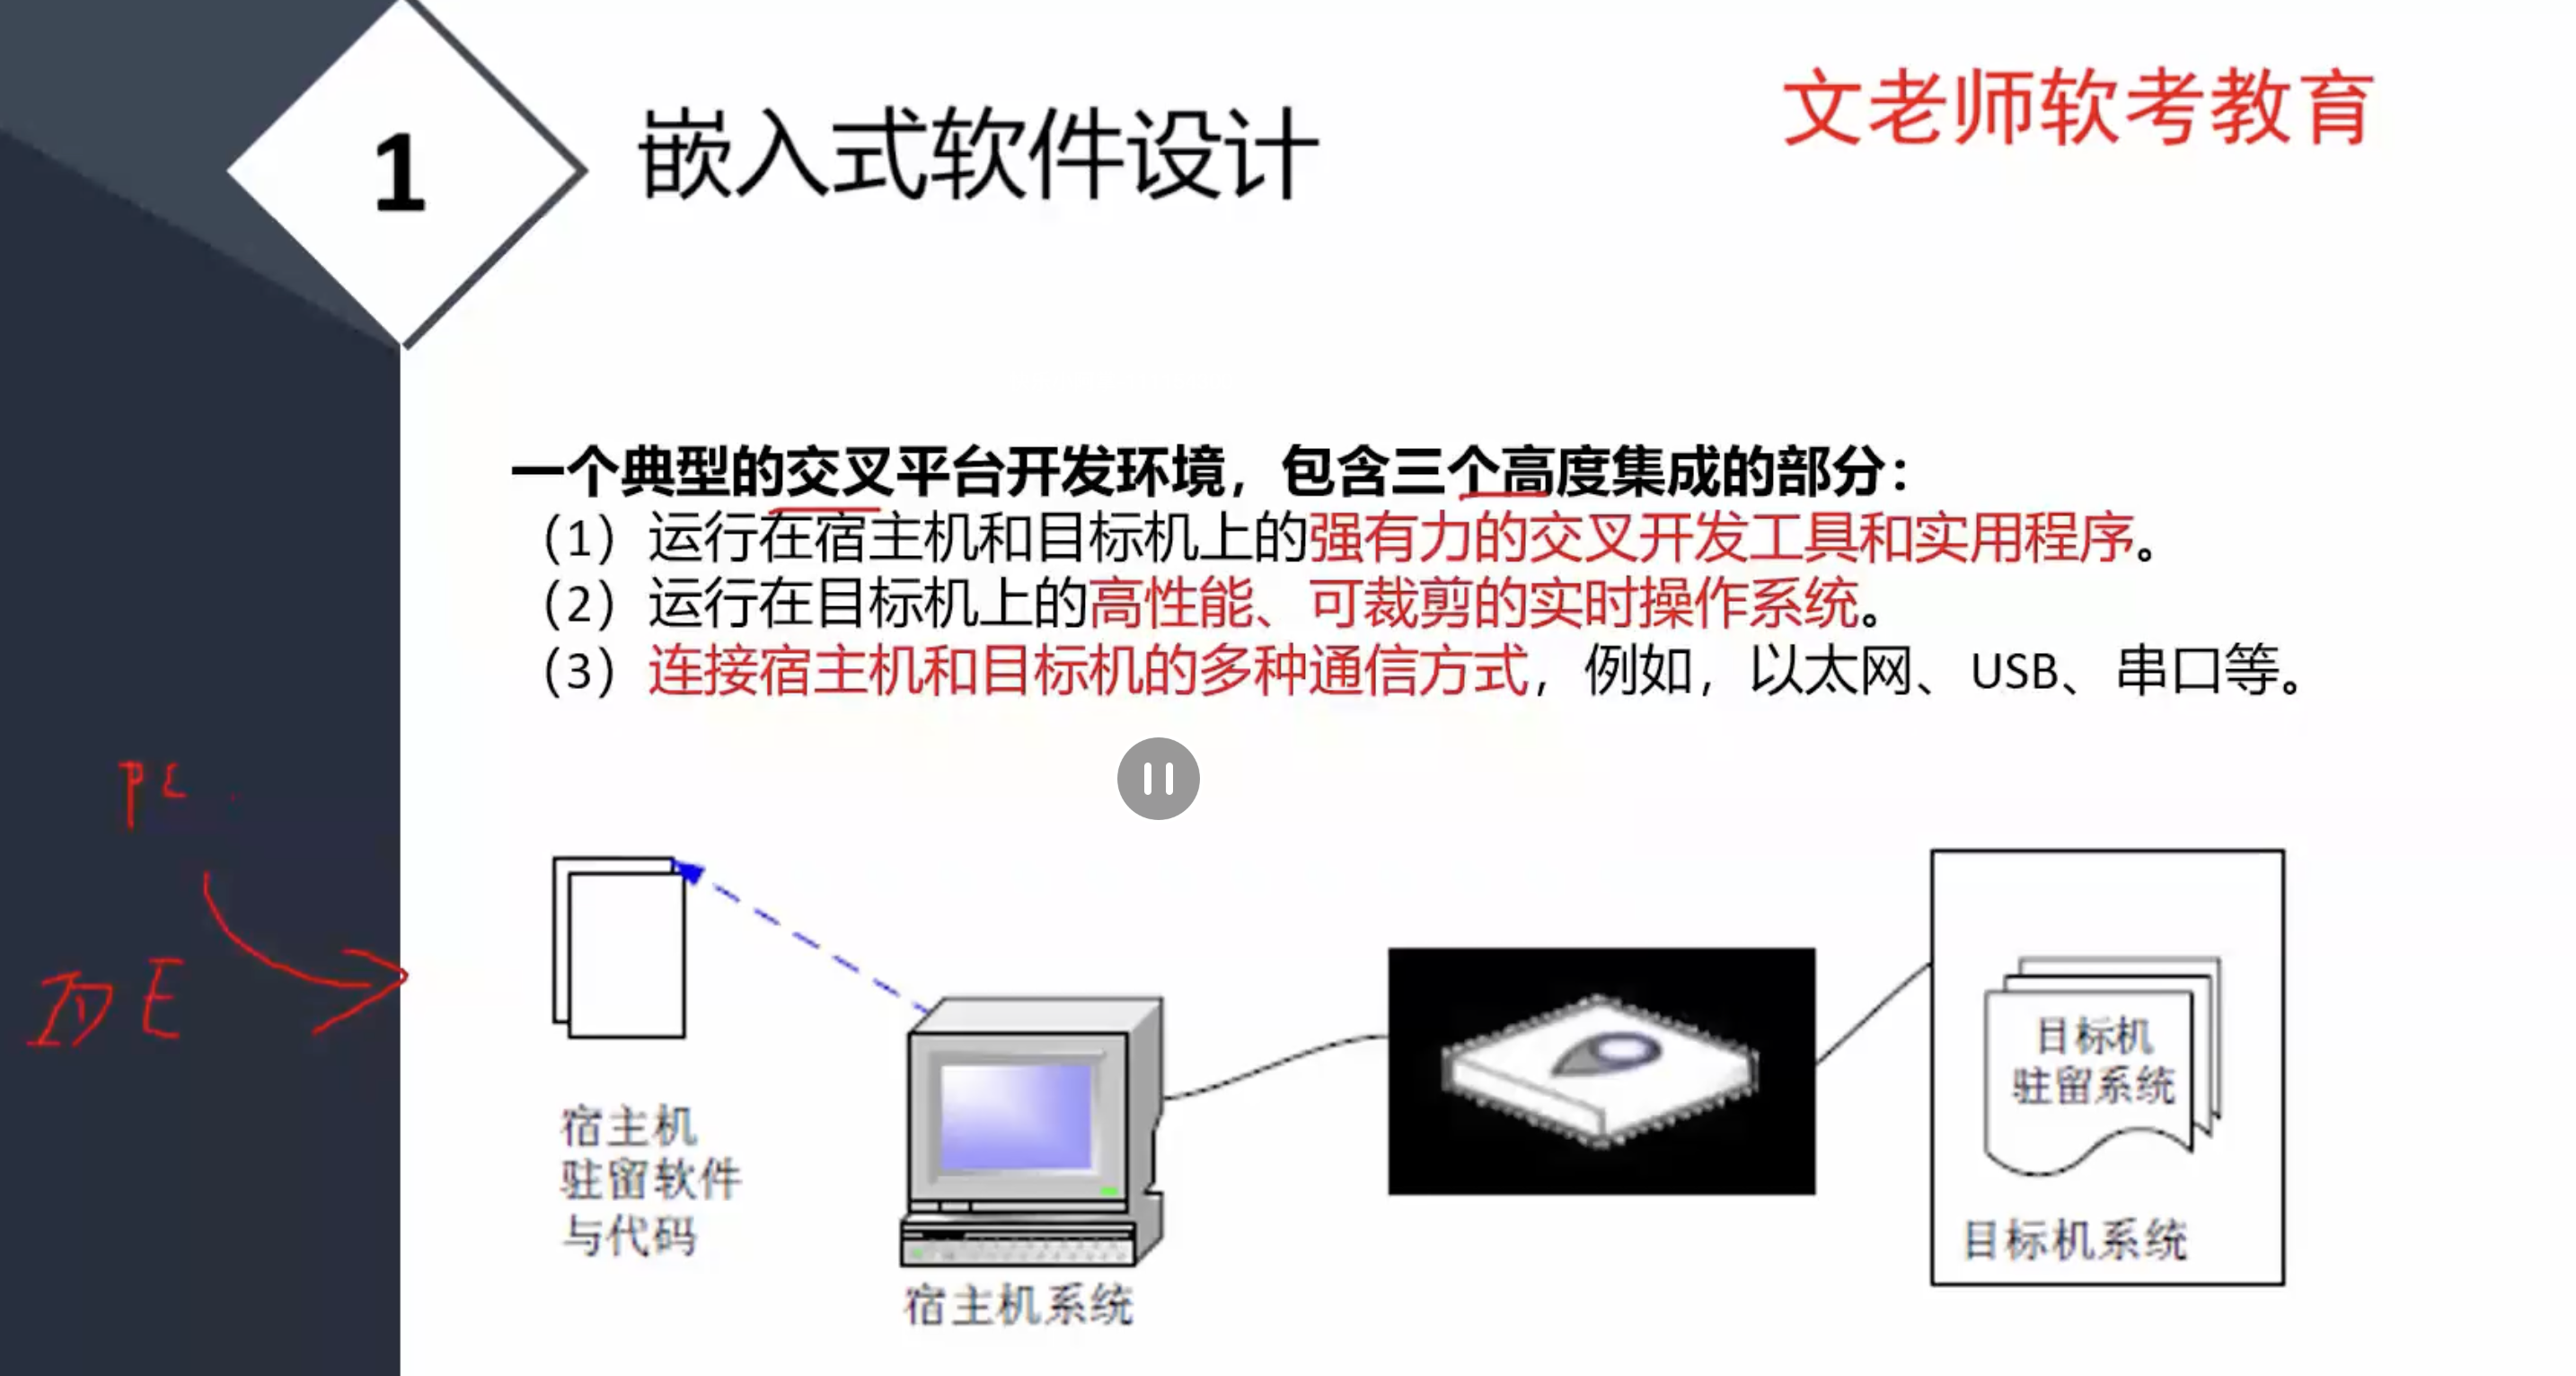 1
嵌入式软件设计
文老师软考教育
一个典型的交叉平台开发环境，包含三个高度集成的部分：
（1）运行在宿主机和目标机上的强有力的交叉开发工具和实用程序。
（2）运行在目标机上的高性能、可裁剪的实时操作系统。
（3）连接宿主机和目标机的多种通信方式，例如，以太网、USB、串口等。
PC
IDE
宿主机
驻留软件
与代码
宿主机系统
目标机
驻留系统
目标机系统